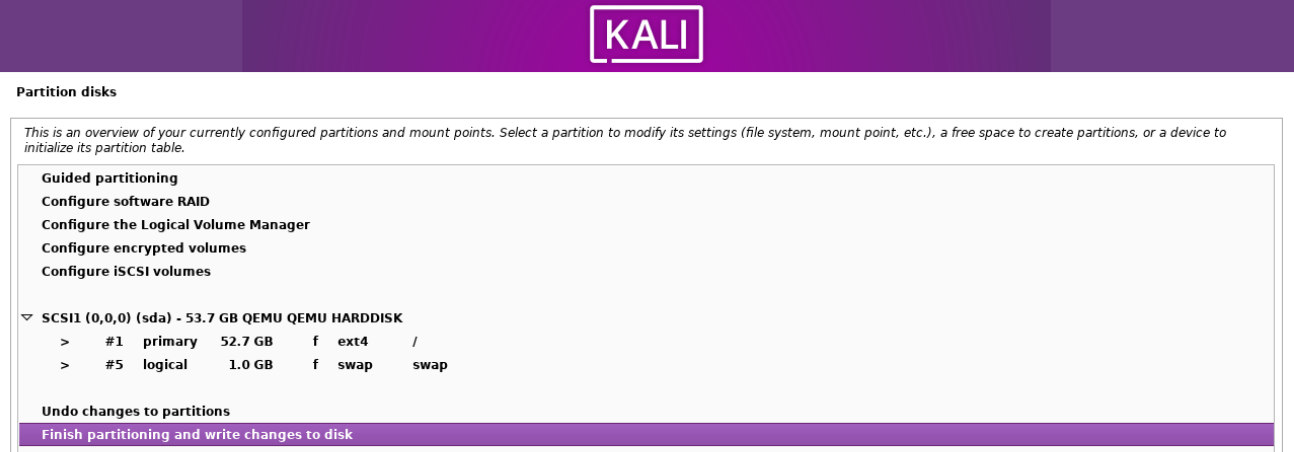 KALI
Partition disks
This is an overview of your currently configured partitions and mount points. Select a partition to modify its settings (file system, mount point, etc.), a free space to create partitions, or a device to
initialize its partition table.
Guided partitioning
Configure software RAID
Configure the Logical Volume Manager
Configure encrypted volumes
Configure iSCSI volumes
SCSI1 (0,0,0) (sda) - 53.7 GB QEMU QEMU HARDDISK
> #1 primary 52.7 GB f ext4 /
> #5 logical 1.0 GB f swap swap
Undo changes to partitions
Finish partitioning and write changes to disk